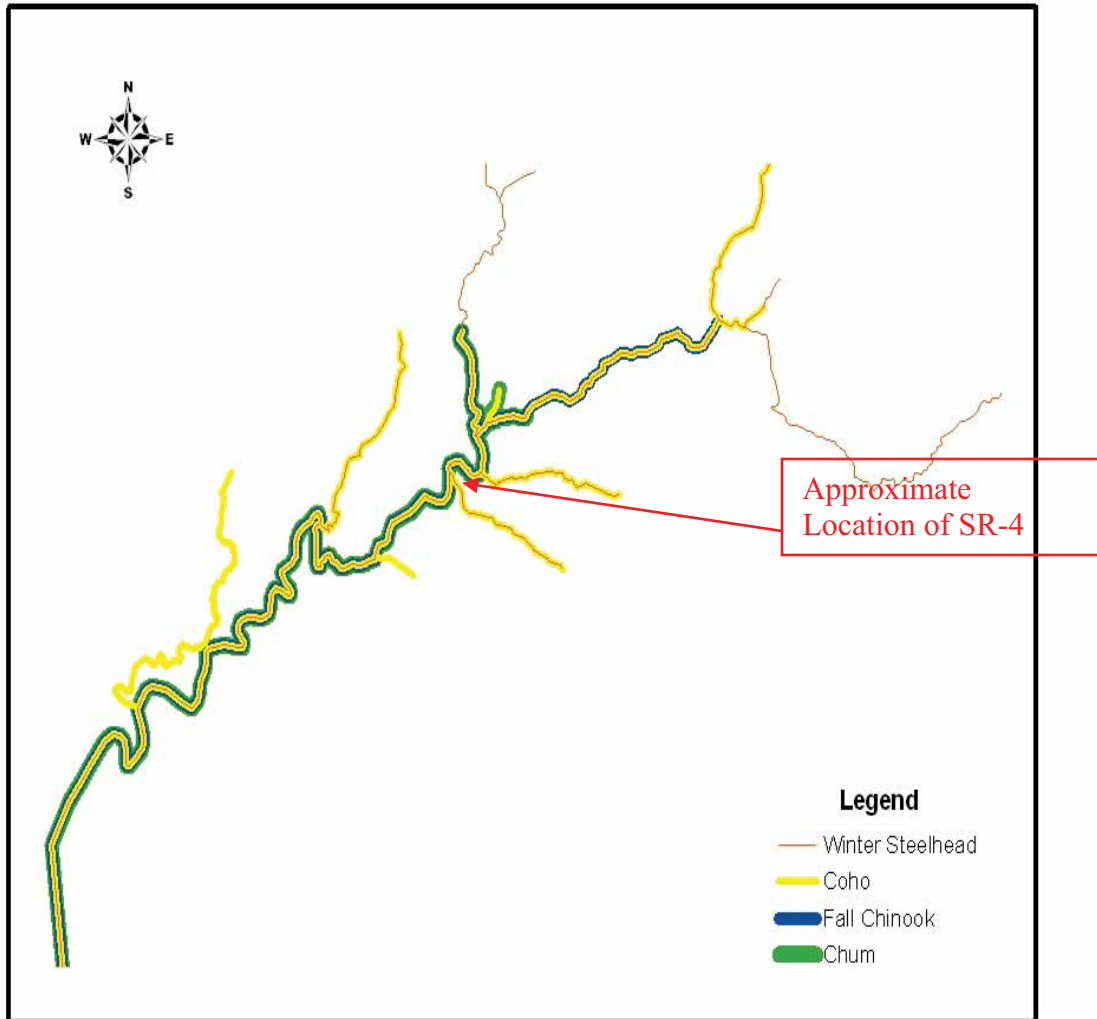 N
W E
S
Approximate
Location of SR-4
Legend
Winter Steelhead
Coho
Fall Chinook
Chum